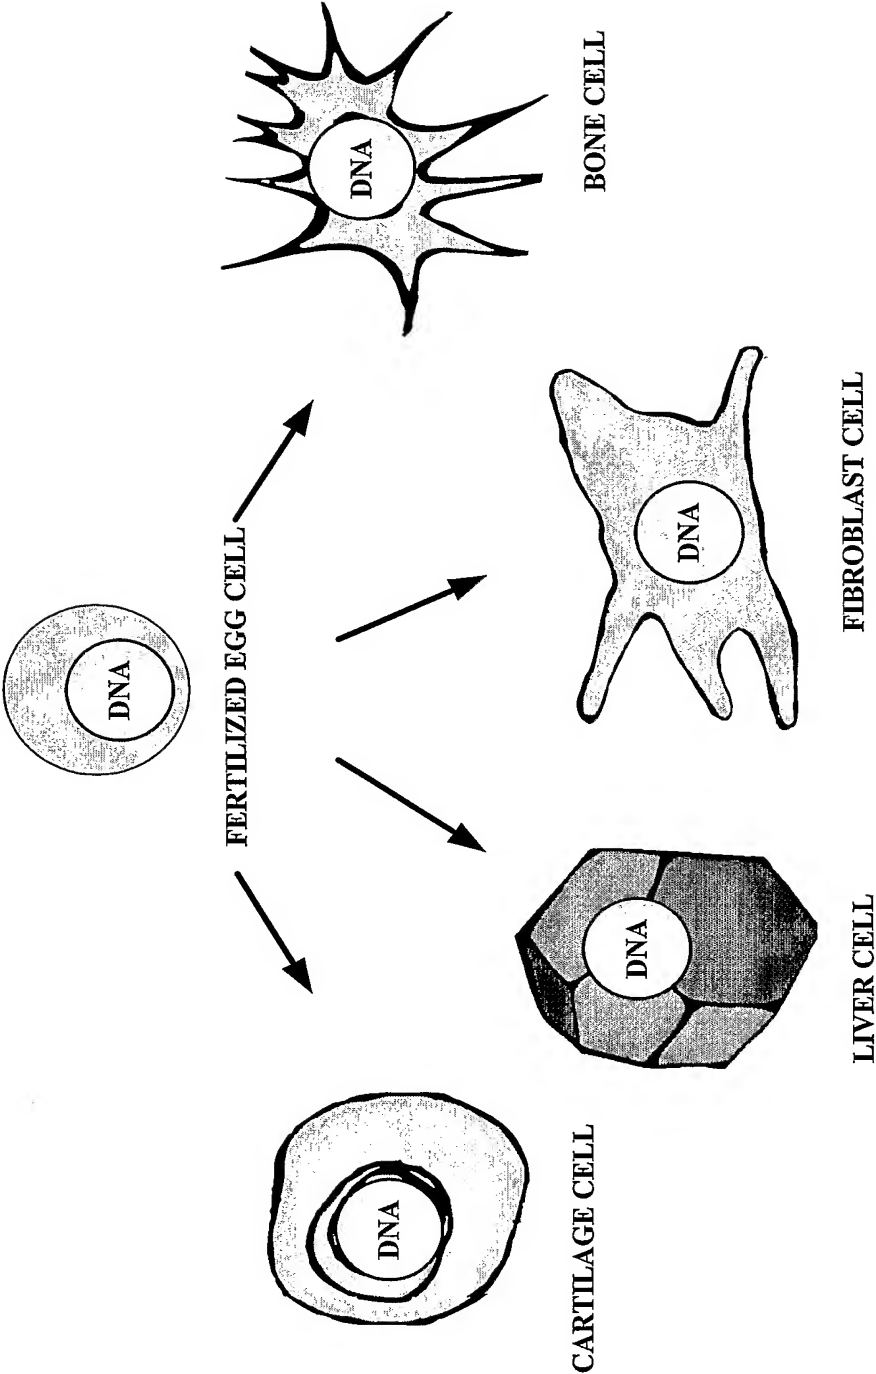 DNA
FERTILIZED EGG CELL
DNA
CARTILAGE CELL
DNA
LIVER CELL
DNA
FIBROBLAST CELL
DNA
BONE CELL